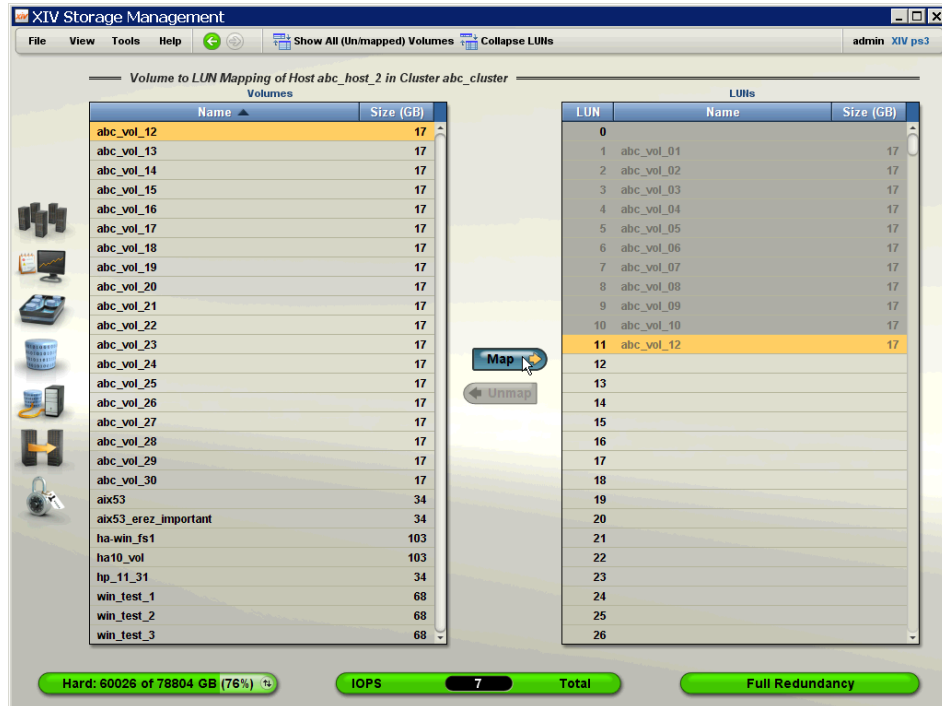 XIV Storage Management
File View Tools Help Show All (Un/mapped) Volumes Collapse LUNs admin XIV ps3
Volume to LUN Mapping of Host abc_host_2 in Cluster abc_cluster
Volumes
Name Size (GB)
abc_vol_12 17
abc_vol_13 17
abc_vol_14 17
abc_vol_15 17
abc_vol_16 17
abc_vol_17 17
abc_vol_18 17
abc_vol_19 17
abc_vol_20 17
abc_vol_21 17
abc_vol_22 17
abc_vol_23 17
abc_vol_24 17
abc_vol_25 17
abc_vol_26 17
abc_vol_27 17
abc_vol_28 17
abc_vol_29 17
abc_vol_30 17
aix53 34
aix53_erez_important 34
ha-win_fs1 103
ha10_vol 103
hp_11_31 34
win_test_1 68
win_test_2 68
win_test_3 68
Map
Unmap
LUNs
LUN Name Size (GB)
0
1 abc_vol_01 17
2 abc_vol_02 17
3 abc_vol_03 17
4 abc_vol_04 17
5 abc_vol_05 17
6 abc_vol_06 17
7 abc_vol_07 17
8 abc_vol_08 17
9 abc_vol_09 17
10 abc_vol_10 17
11 abc_vol_12 17
12
13
14
15
16
17
18
19
20
21
22
23
24
25
26
Hard: 60026 of 78804 GB (76%) IOPS 7 Total Full Redundancy